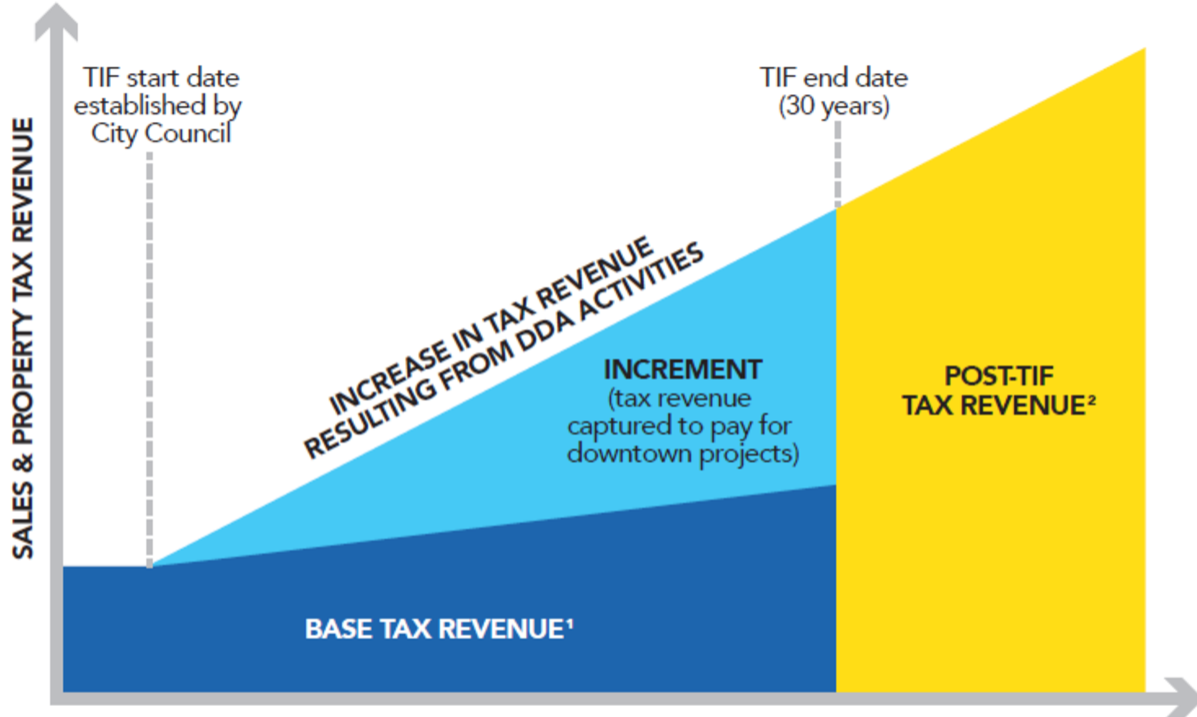 SALES & PROPERTY TAX REVENUE
TIF start date
established by
City Council
TIF end date
(30 years)
INCREASE IN TAX REVENUE
RESULTING FROM DDA ACTIVITIES
INCREMENT
(tax revenue
captured to pay for
downtown projects)
POST-TIF
TAX REVENUE²
BASE TAX REVENUE¹